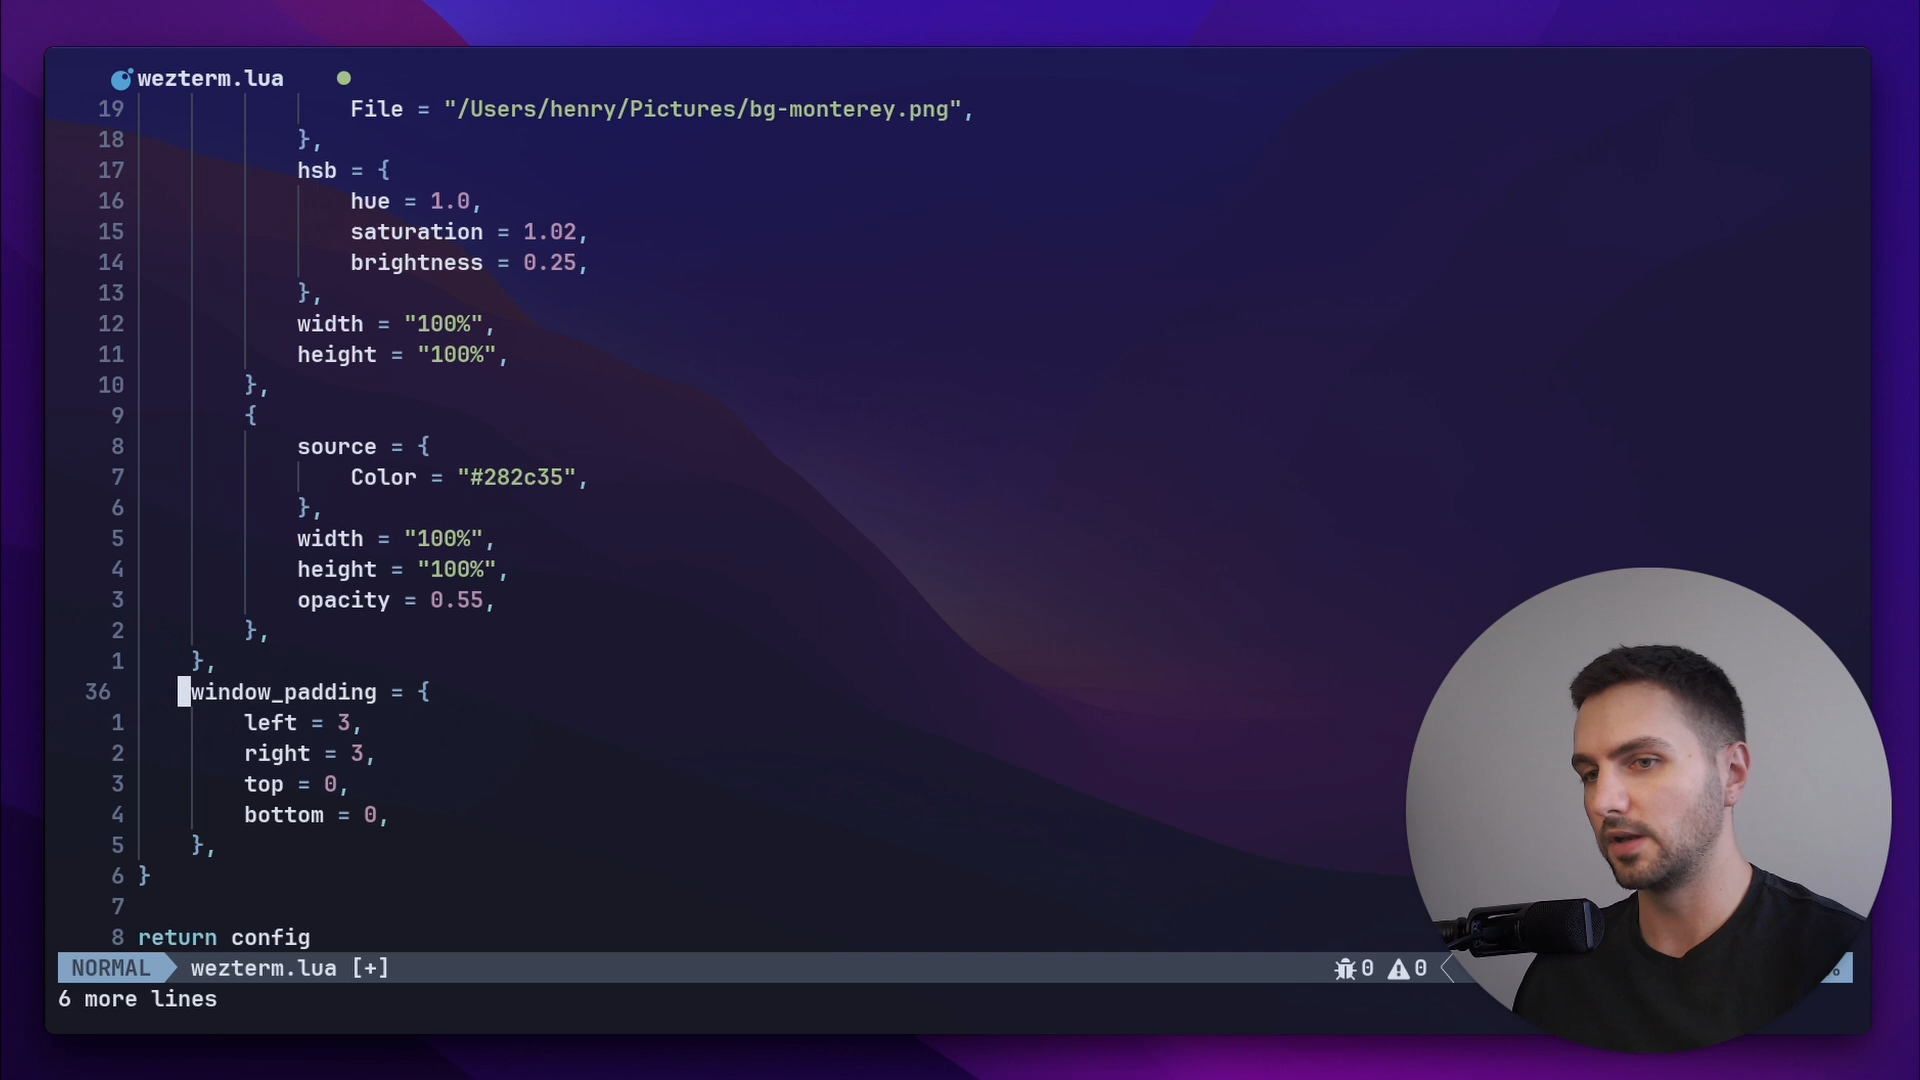 wezterm.lua
19 File = "/Users/henry/Pictures/bg-monterey.png",
18 },
17 hsb = {
16 hue = 1.0,
15 saturation = 1.02,
14 brightness = 0.25,
13 },
12 width = "100%",
11 height = "100%",
10 },
9 {
8 source = {
7 Color = "#282c35",
6 },
5 width = "100%",
4 height = "100%",
3 opacity = 0.55,
2 },
1 },
36 window_padding = {
1 left = 3,
2 right = 3,
3 top = 0,
4 bottom = 0,
5 },
6 }
7
8 return config
NORMAL wezterm.lua [+] 0 0
6 more lines